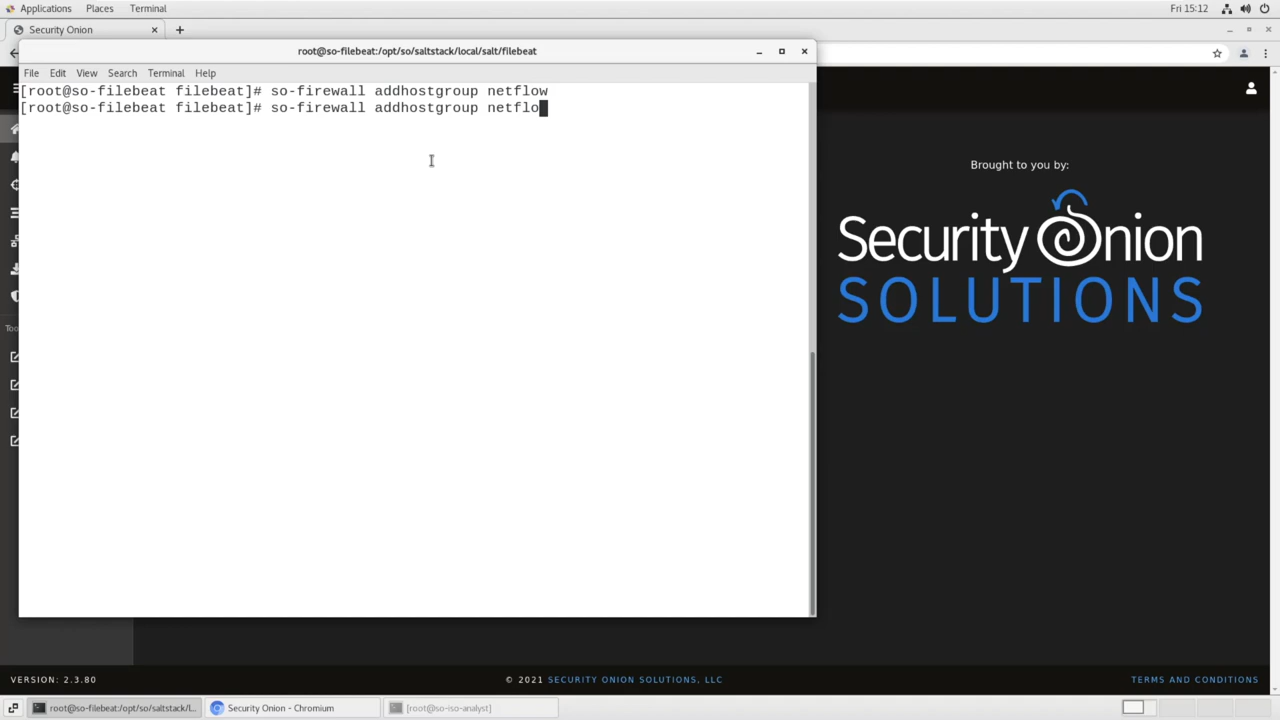 Applications Places Terminal Fri 15:12
Security Onion
root@so-filebeat:/opt/so/saltstack/local/salt/filebeat
File Edit View Search Terminal Help
[root@so-filebeat filebeat]# so-firewall addhostgroup netflow
[root@so-filebeat filebeat]# so-firewall addhostgroup netflo
Brought to you by:
Security Onion
SOLUTIONS
Too
VERSION: 2.3.80 © 2021 SECURITY ONION SOLUTIONS, LLC TERMS AND CONDITIONS
root@so-filebeat:/opt/so/saltstack/l... Security Onion - Chromium [root@so-iso-analyst]